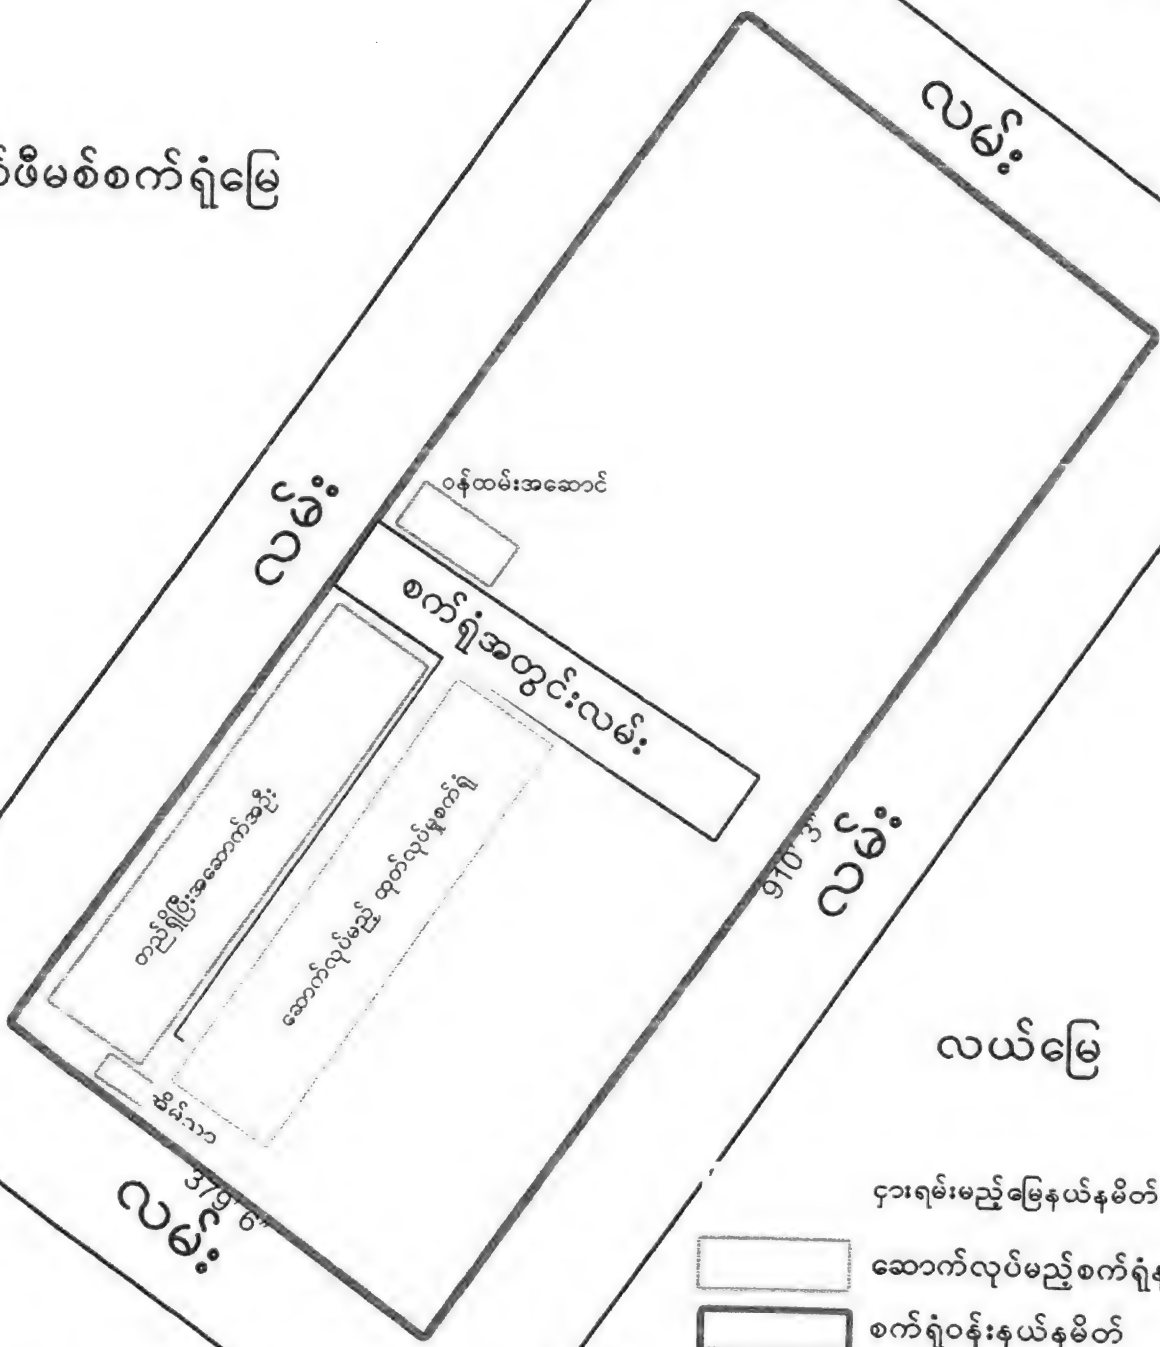 လမ်း
ဖီမစ်စက်ရုံမြေ
ဝန်ထမ်းအဆောင်
လမ်း
စက်ရုံအတွင်းလမ်း
တည်ရှိပြီးအဆောက်အဦး
ဆောက်လုပ်မည့် ထုတ်လုပ်မှုစက်ရုံ
910' 3"
လမ်း
လယ်မြေ
အိမ်သာ
379' 6"
လမ်း
ငှားရမ်းမည့်မြေနယ်နမိတ်
ဆောက်လုပ်မည့်စက်ရုံ
စက်ရုံဝန်းနယ်နမိတ်